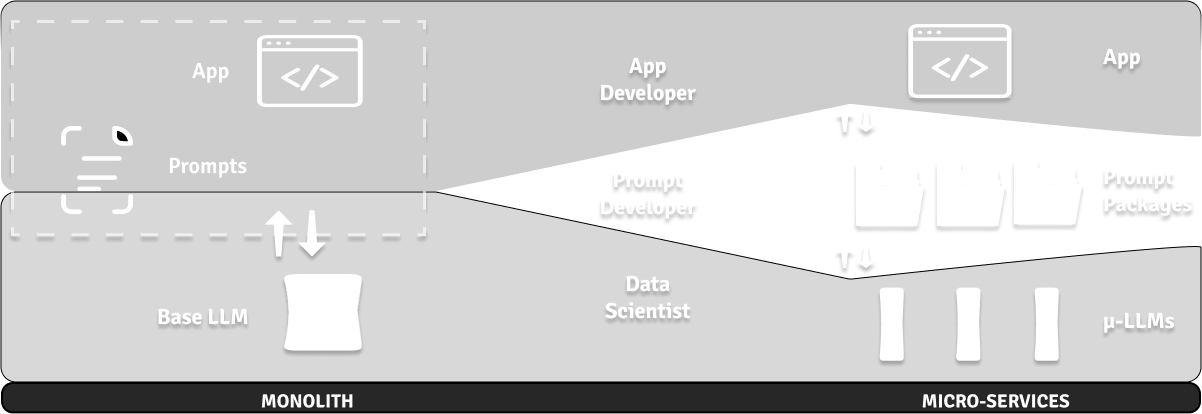 App
Prompts
Base LLM
App
Developer
Prompt
Developer
Data
Scientist
</>
</>
App
Prompt
Packages
μ-LLMs
MONOLITH
MICRO-SERVICES